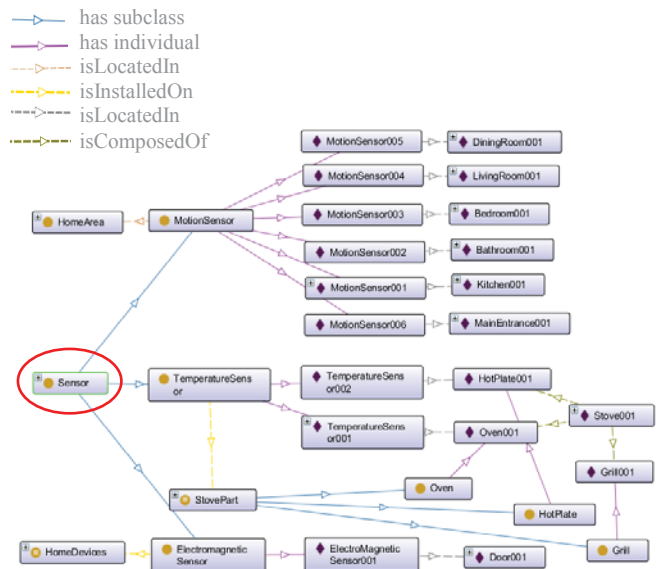 has subclass
has individual
isLocatedIn
isInstalledOn
isLocatedIn
isComposedOf
MotionSensor005
DiningRoom001
MotionSensor004
LivingRoom001
HomeArea
MotionSensor
MotionSensor003
Bedroom001
MotionSensor002
Bathroom001
MotionSensor001
Kitchen001
MotionSensor006
MainEntrance001
Sensor
TemperatureSens
or
TemperatureSens
or002
HotPlate001
Stove001
TemperatureSens
or001
Oven001
Grill001
StovePart
Oven
HotPlate
HomeDevices
Electromagnetic
Sensor
ElectroMagnetic
Sensor001
Door001
Grill